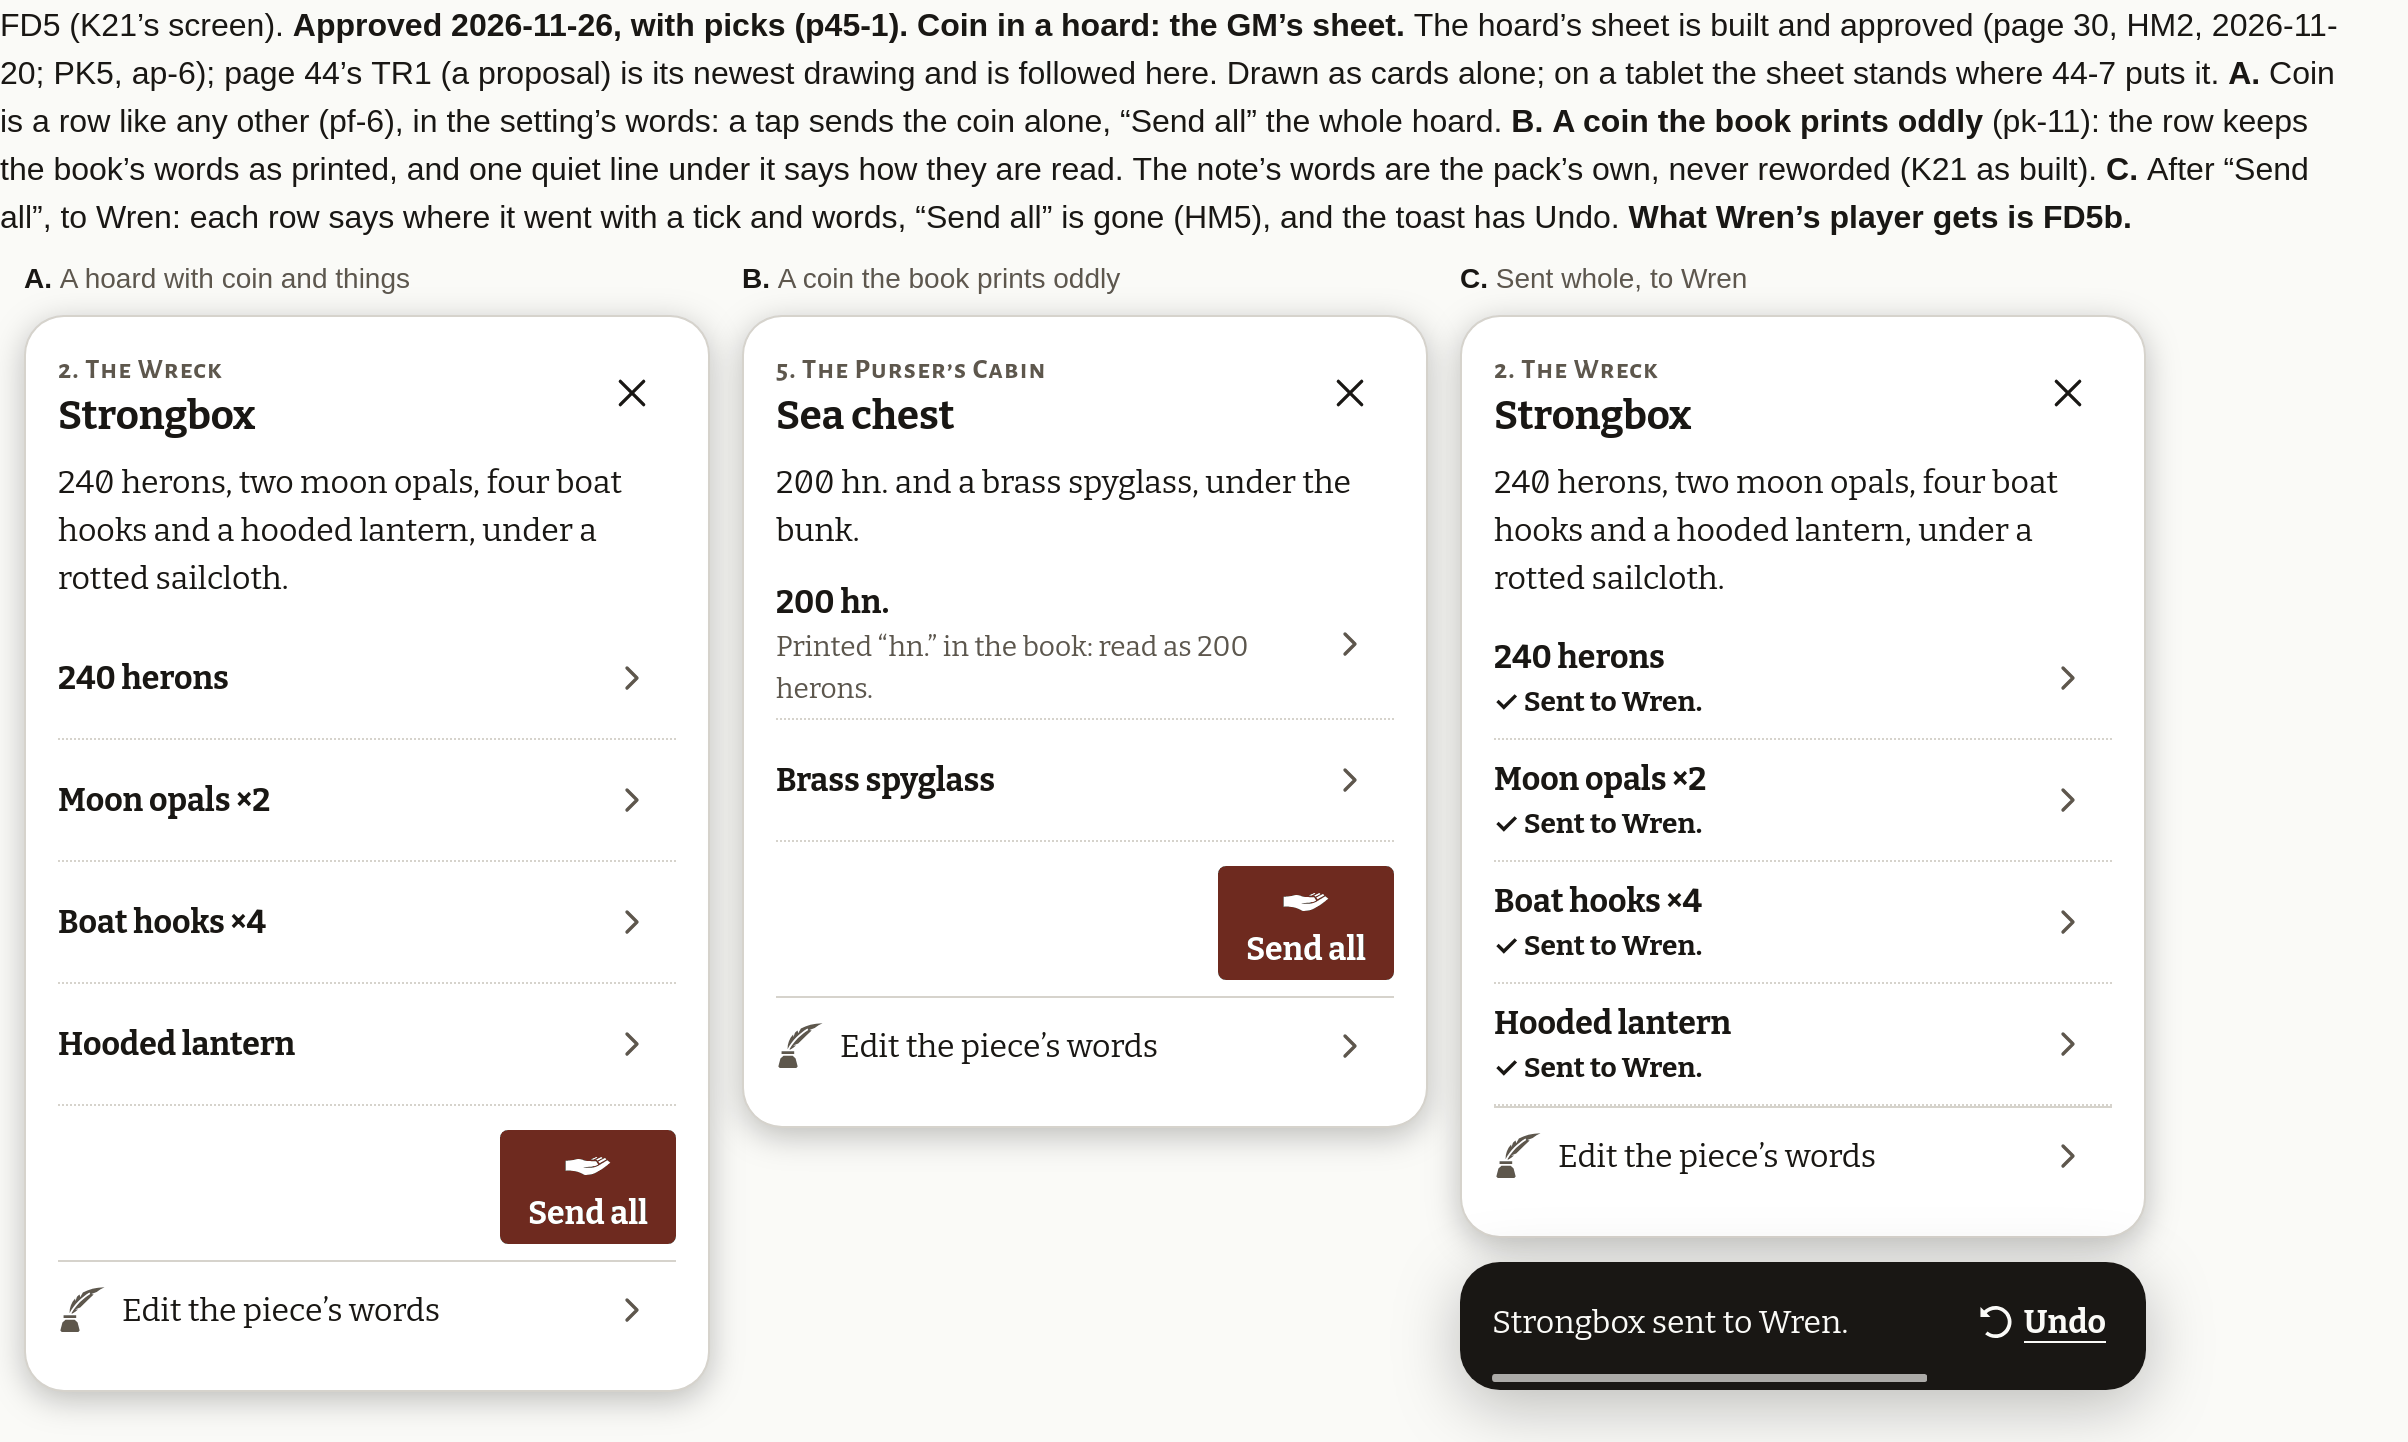 FD5 (K21’s screen). Approved 2026-11-26, with picks (p45-1). Coin in a hoard: the GM’s sheet. The hoard’s sheet is built and approved (page 30, HM2, 2026-11-
20; PK5, ap-6); page 44’s TR1 (a proposal) is its newest drawing and is followed here. Drawn as cards alone; on a tablet the sheet stands where 44-7 puts it. A. Coin
is a row like any other (pf-6), in the setting’s words: a tap sends the coin alone, “Send all” the whole hoard. B. A coin the book prints oddly (pk-11): the row keeps
the book’s words as printed, and one quiet line under it says how they are read. The note’s words are the pack’s own, never reworded (K21 as built). C. After “Send
all”, to Wren: each row says where it went with a tick and words, “Send all” is gone (HM5), and the toast has Undo. What Wren’s player gets is FD5b.
A. A hoard with coin and things
2. The Wreck
Strongbox
240 herons, two moon opals, four boat
hooks and a hooded lantern, under a
rotted sailcloth.
240 herons
Moon opals ×2
Boat hooks ×4
Hooded lantern
Send all
Edit the piece’s words
B. A coin the book prints oddly
5. The Purser’s Cabin
Sea chest
200 hn. and a brass spyglass, under the
bunk.
200 hn.
Printed “hn.” in the book: read as 200
herons.
Brass spyglass
Send all
Edit the piece’s words
C. Sent whole, to Wren
2. The Wreck
Strongbox
240 herons, two moon opals, four boat
hooks and a hooded lantern, under a
rotted sailcloth.
240 herons
✓ Sent to Wren.
Moon opals ×2
✓ Sent to Wren.
Boat hooks ×4
✓ Sent to Wren.
Hooded lantern
✓ Sent to Wren.
Edit the piece’s words
Strongbox sent to Wren.
Undo